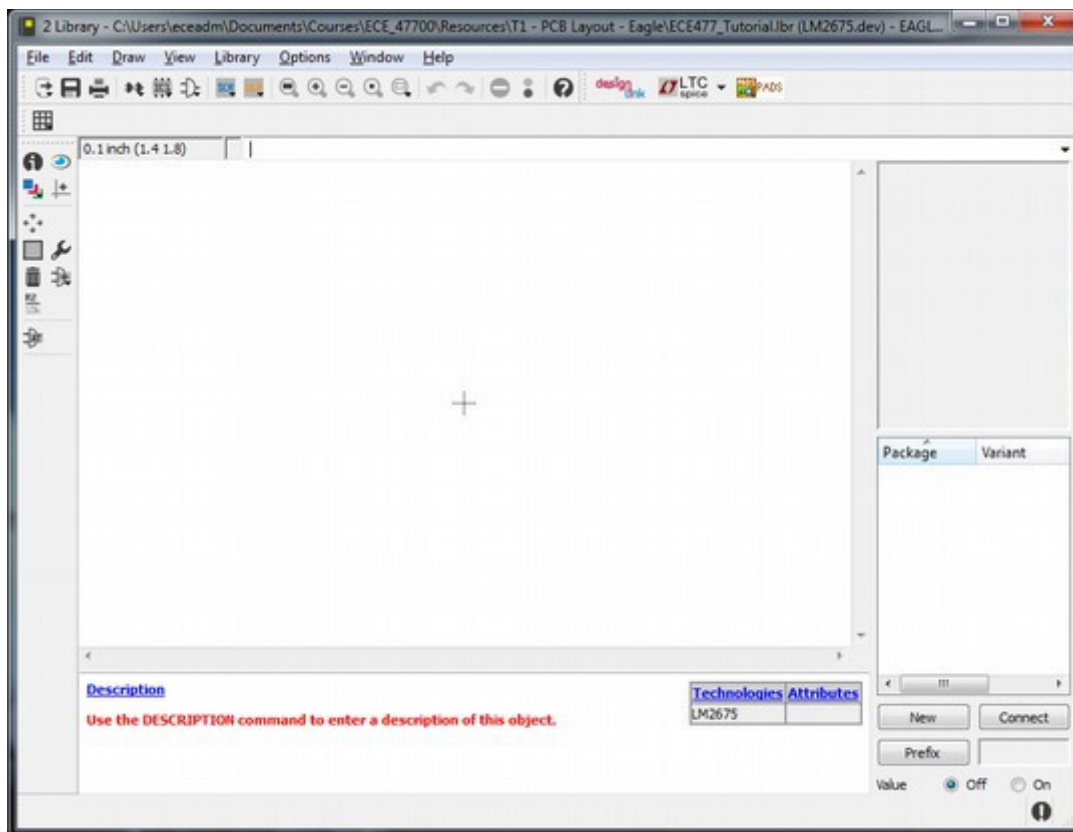 2 Library - C:\Users\eceadm\Documents\Courses\ECE_47700\Resources\T1 - PCB Layout - Eagle\ECE477_Tutorial.lbr (LM2675.dev) - EAGL...
File Edit Draw View Library Options Window Help
design link LTC spice PADS
0.1 inch (1.4 1.8)
Package Variant
Description
Technologies Attributes
Use the DESCRIPTION command to enter a description of this object.
LM2675
New Connect
Prefix
Value Off On